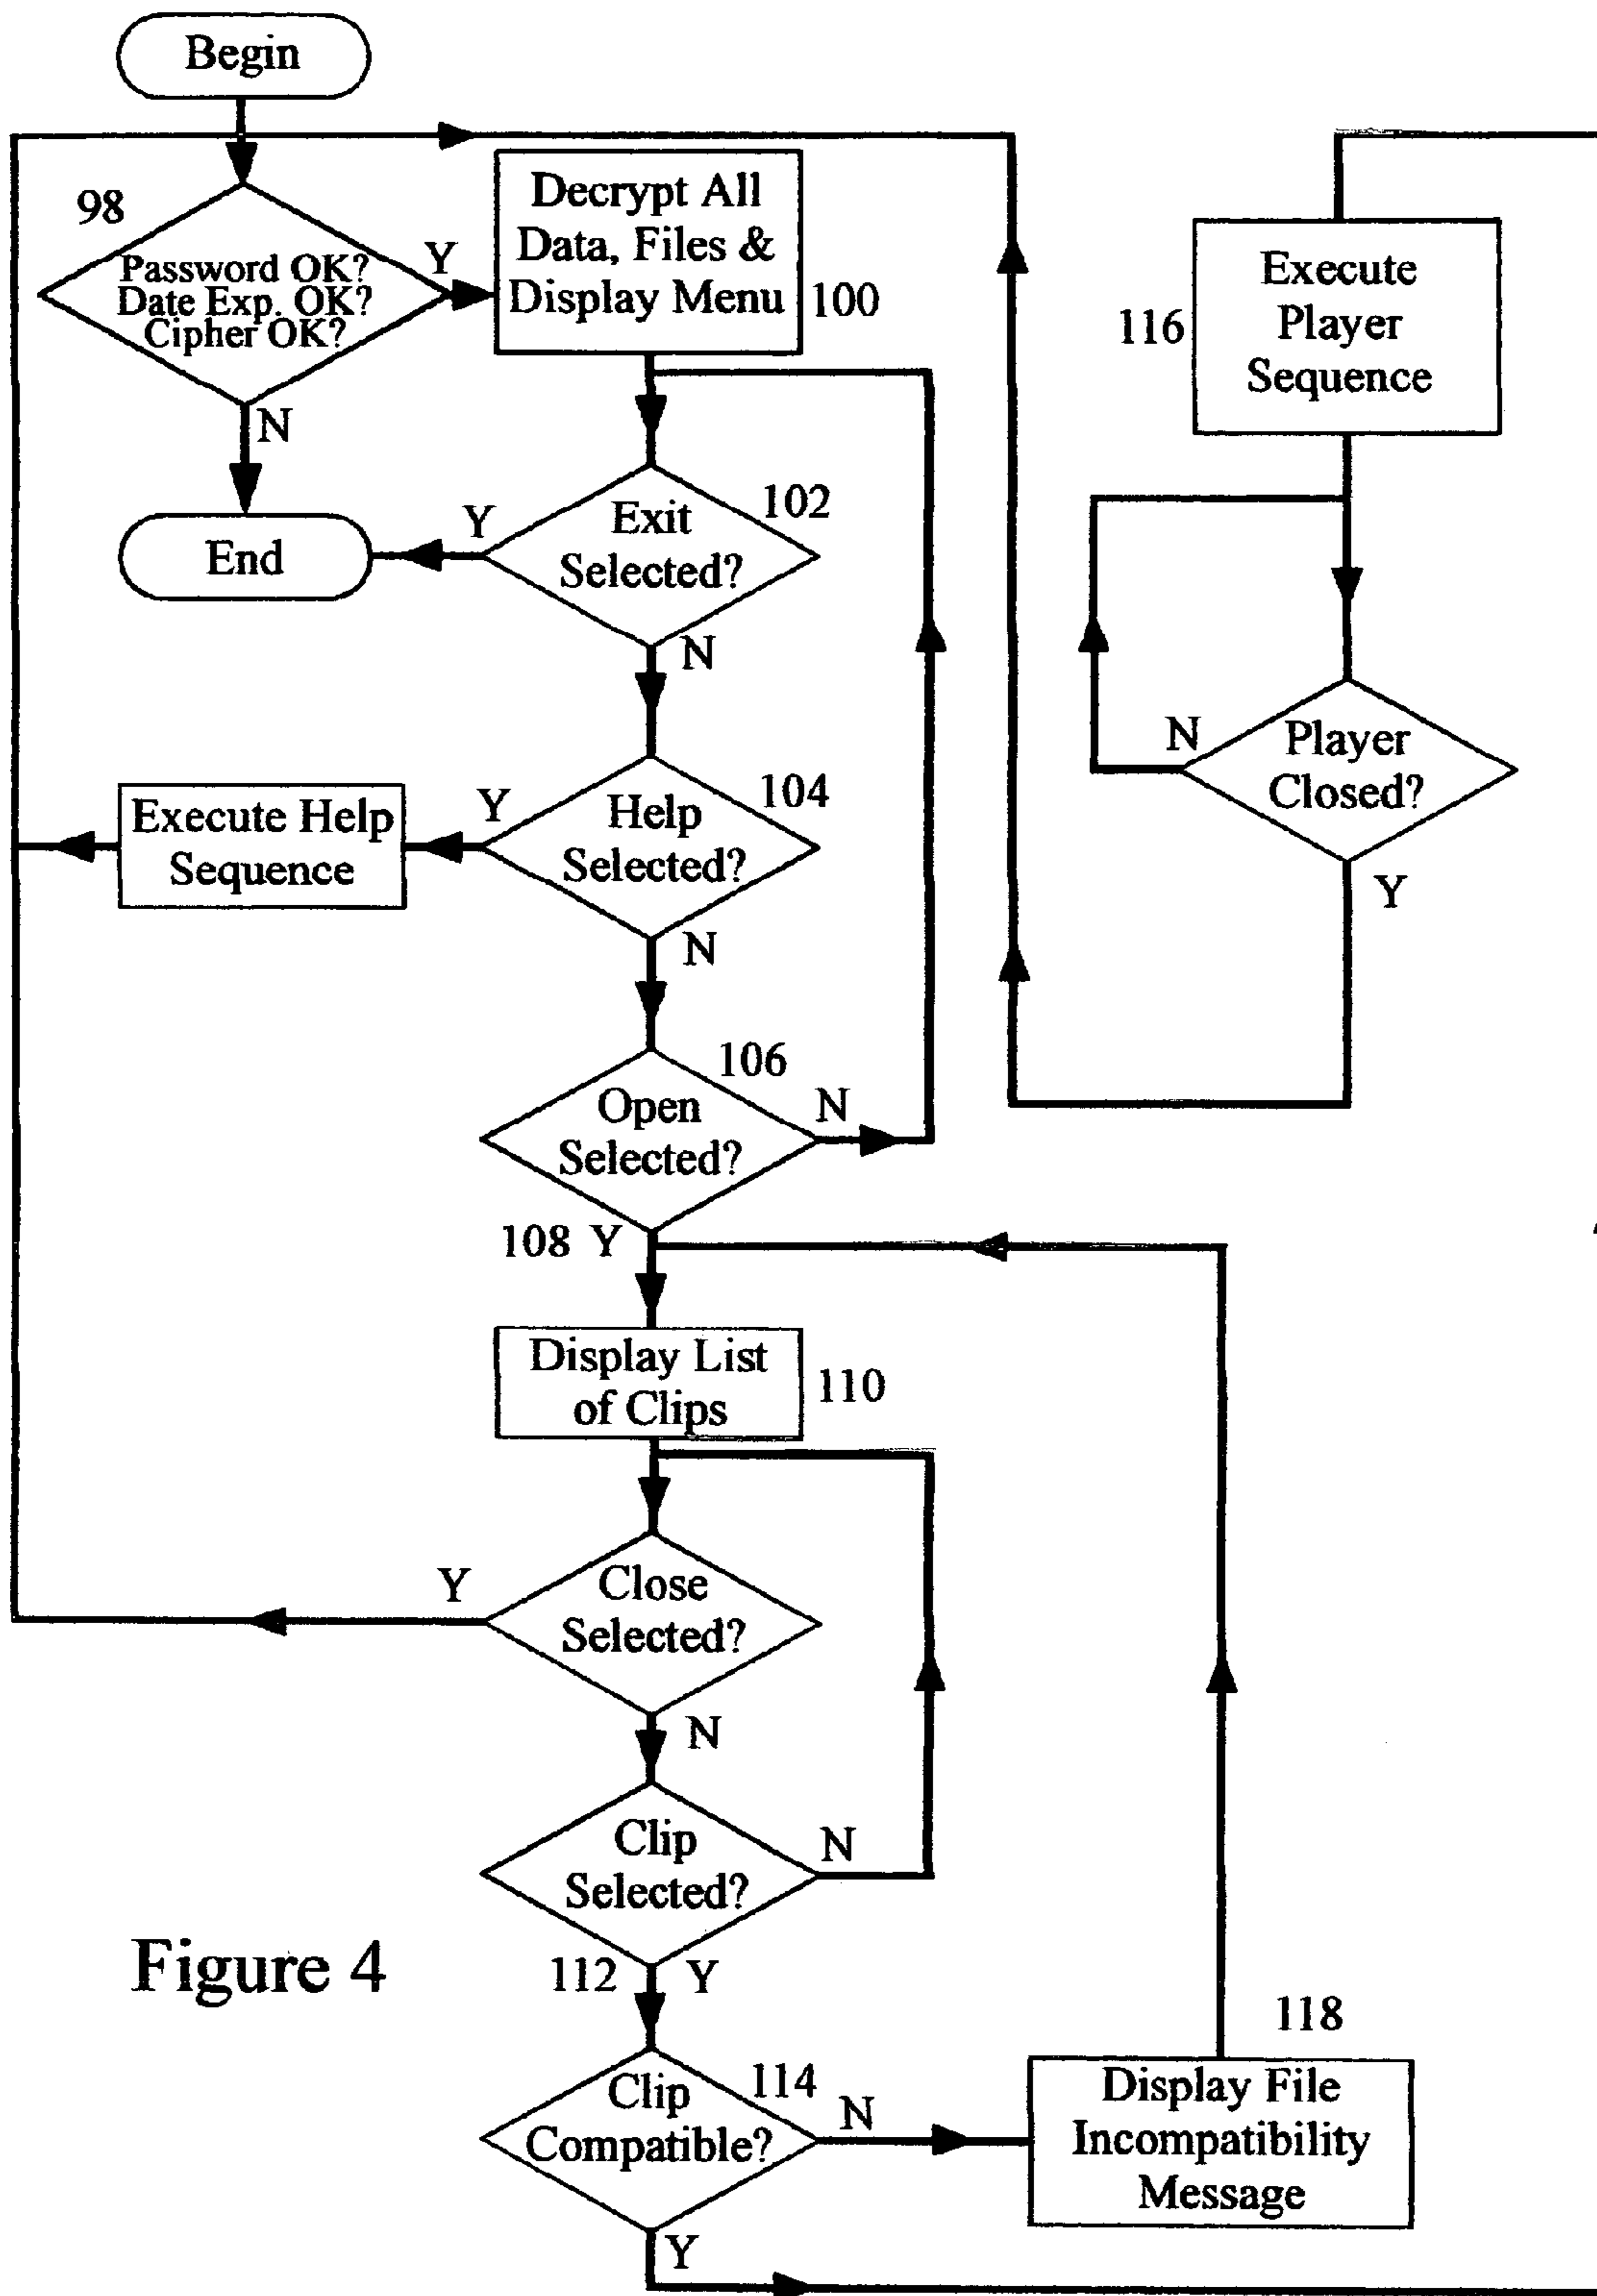 Begin
98
Password OK?
Date Exp. OK?
Cipher OK?
Y
N
Decrypt All
Data, Files &
Display Menu
100
End
Y
Exit
Selected?
102
N
Execute Help
Sequence
Y
Help
Selected?
104
N
106
Open
Selected?
N
108 Y
Display List
of Clips
110
Y
Close
Selected?
N
Clip
Selected?
N
112 Y
Clip
Compatible?
114
N
Y
118
Display File
Incompatibility
Message
116
Execute
Player
Sequence
N
Player
Closed?
Y
Figure 4